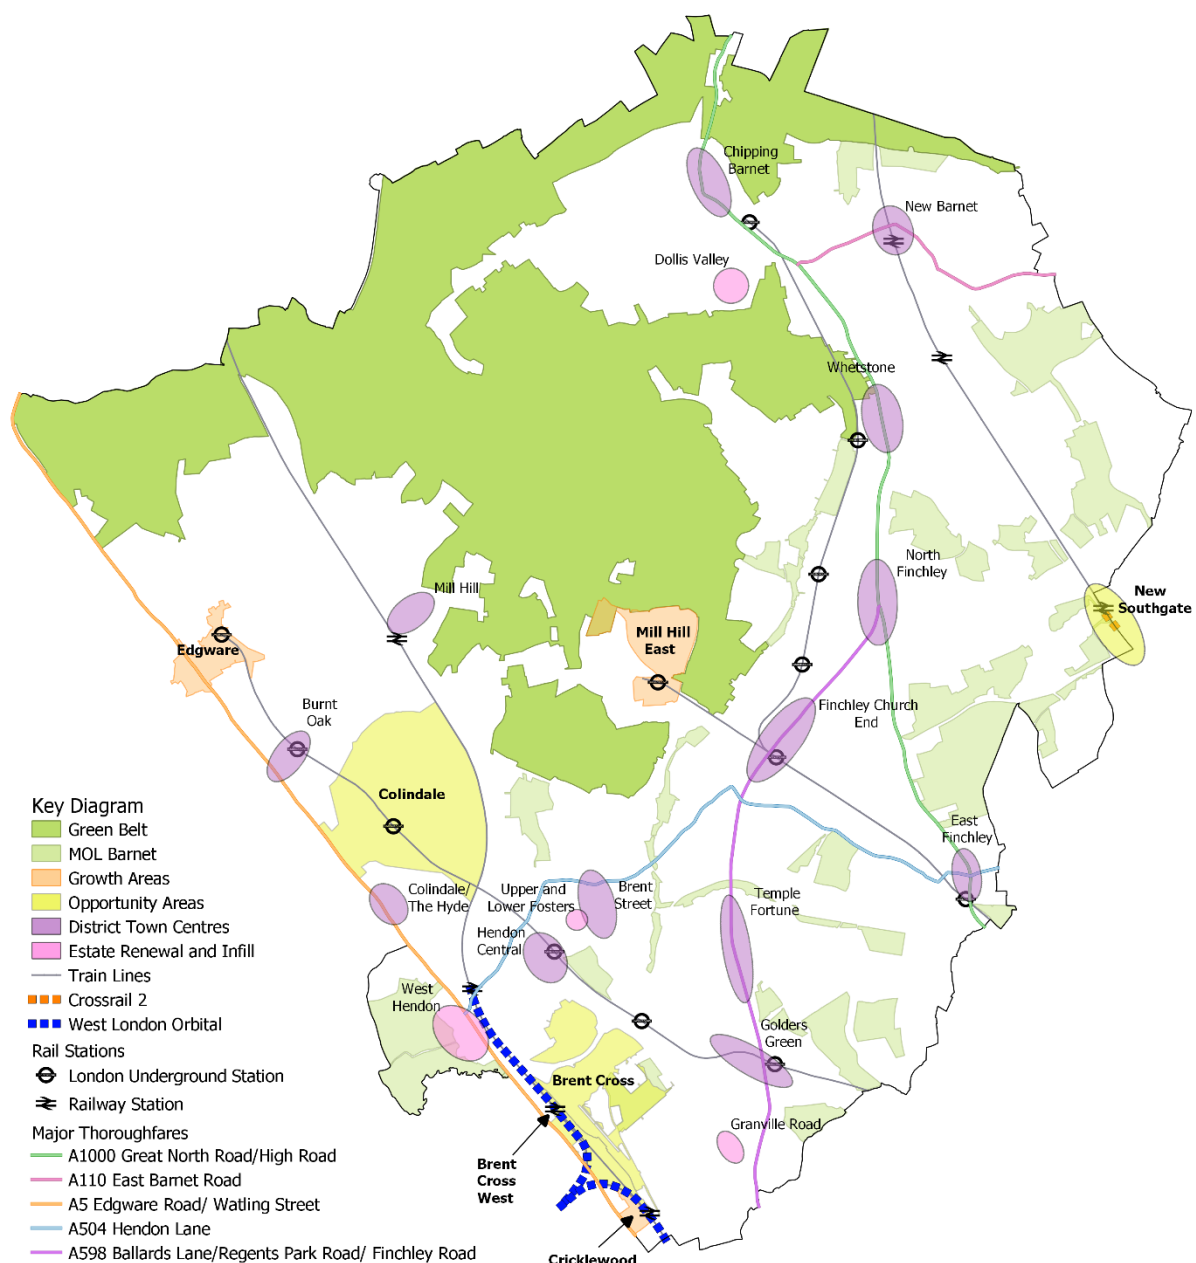 Chipping
Barnet
New Barnet
Dollis Valley
Whetstone
North
Finchley
New
Southgate
Mill Hill
Mill Hill
East
Edgware
Burnt
Oak
Finchley Church
End
Colindale
East
Finchley
Colindale/
The Hyde
Upper and
Lower Fosters
Brent
Street
Temple
Fortune
Hendon
Central
West
Hendon
Golders
Green
Brent Cross
Granville Road
Brent
Cross
West
Cricklewood
Key Diagram
Green Belt
MOL Barnet
Growth Areas
Opportunity Areas
District Town Centres
Estate Renewal and Infill
Train Lines
Crossrail 2
West London Orbital
Rail Stations
London Underground Station
Railway Station
Major Thoroughfares
A1000 Great North Road/High Road
A110 East Barnet Road
A5 Edgware Road/ Watling Street
A504 Hendon Lane
A598 Ballards Lane/Regents Park Road/ Finchley Road